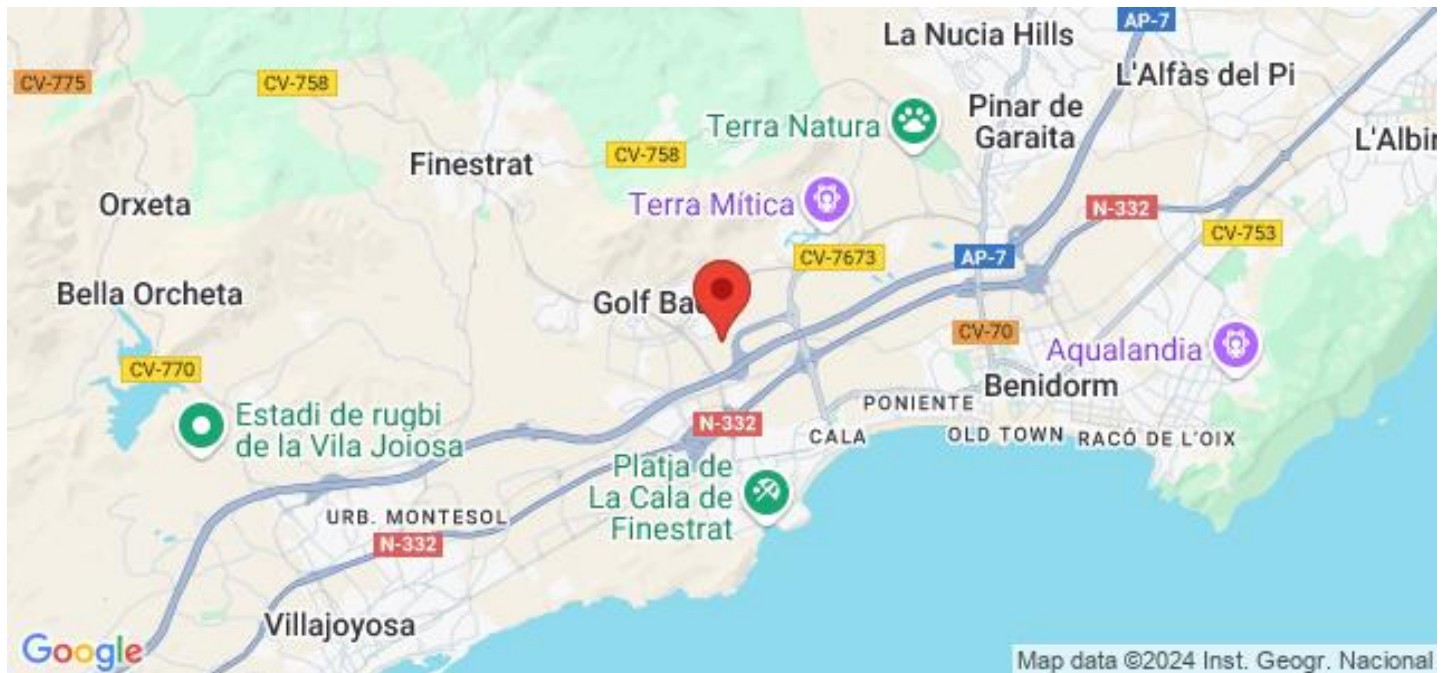 AP-7
La Nucia Hills
CV-775
CV-758
L'Alfàs del Pi
Terra Natura
Pinar de
Garaita
L'Albir
Finestrat
CV-758
Orxeta
Terra Mítica
N-332
CV-753
CV-7673
AP-7
Bella Orcheta
Golf
CV-770
CV-70
Aqualandia
Benidorm
Estadi de rugbi
de la Vila Joiosa
N-332
PONIENTE
CALA
OLD TOWN
RACÓ DE L'OIX
Platja de
La Cala de
Finestrat
URB. MONTESOL
N-332
Villajoyosa
Google
Map data ©2024 Inst. Geogr. Nacional